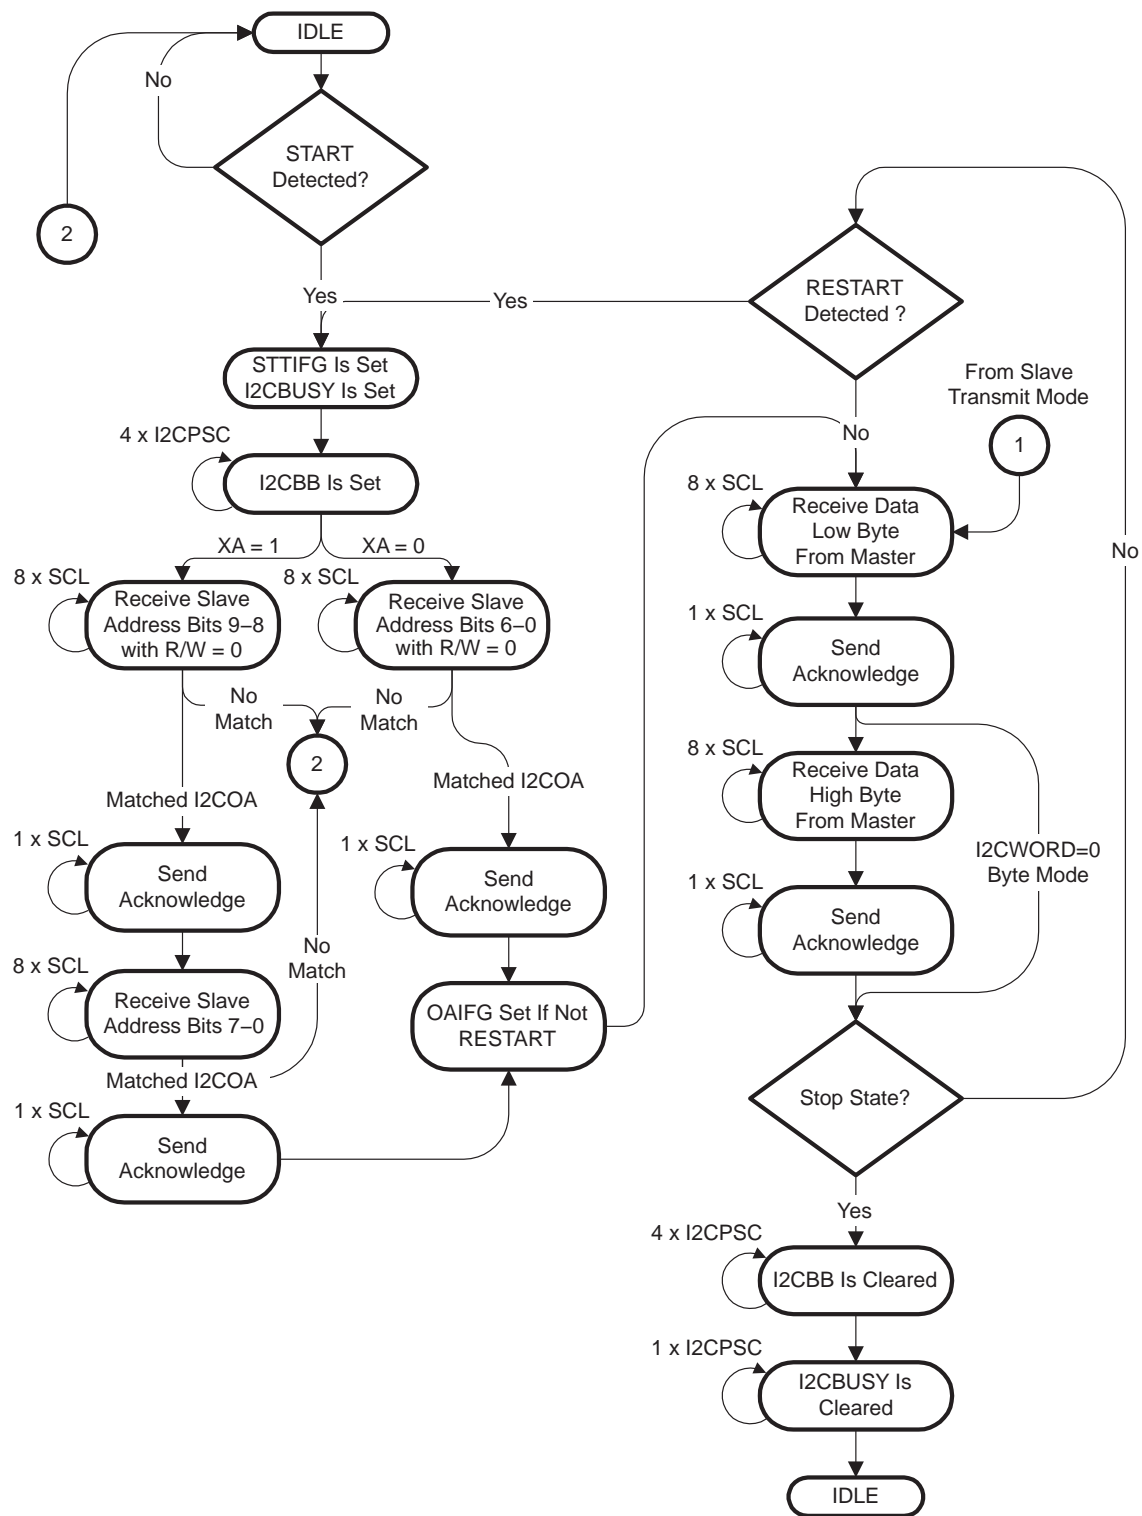 IDLE
No
START
Detected?
2
Yes
Yes
RESTART
Detected ?
STTIFG Is Set
I2CBUSY Is Set
From Slave
Transmit Mode
1
No
4 x I2CPSC
I2CBB Is Set
XA = 1
XA = 0
8 x SCL
Receive Slave
Address Bits 9–8
with R/W = 0
8 x SCL
Receive Slave
Address Bits 6–0
with R/W = 0
8 x SCL
Receive Data
Low Byte
From Master
No
1 x SCL
Send
Acknowledge
No
Match
No
Match
2
Matched I2COA
Matched I2COA
8 x SCL
Receive Data
High Byte
From Master
I2CWORD=0
Byte Mode
1 x SCL
Send
Acknowledge
1 x SCL
Send
Acknowledge
1 x SCL
Send
Acknowledge
No
Match
8 x SCL
Receive Slave
Address Bits 7–0
OAIFG Set If Not
RESTART
Matched I2COA
Stop State?
1 x SCL
Send
Acknowledge
Yes
4 x I2CPSC
I2CBB Is Cleared
1 x I2CPSC
I2CBUSY Is
Cleared
IDLE